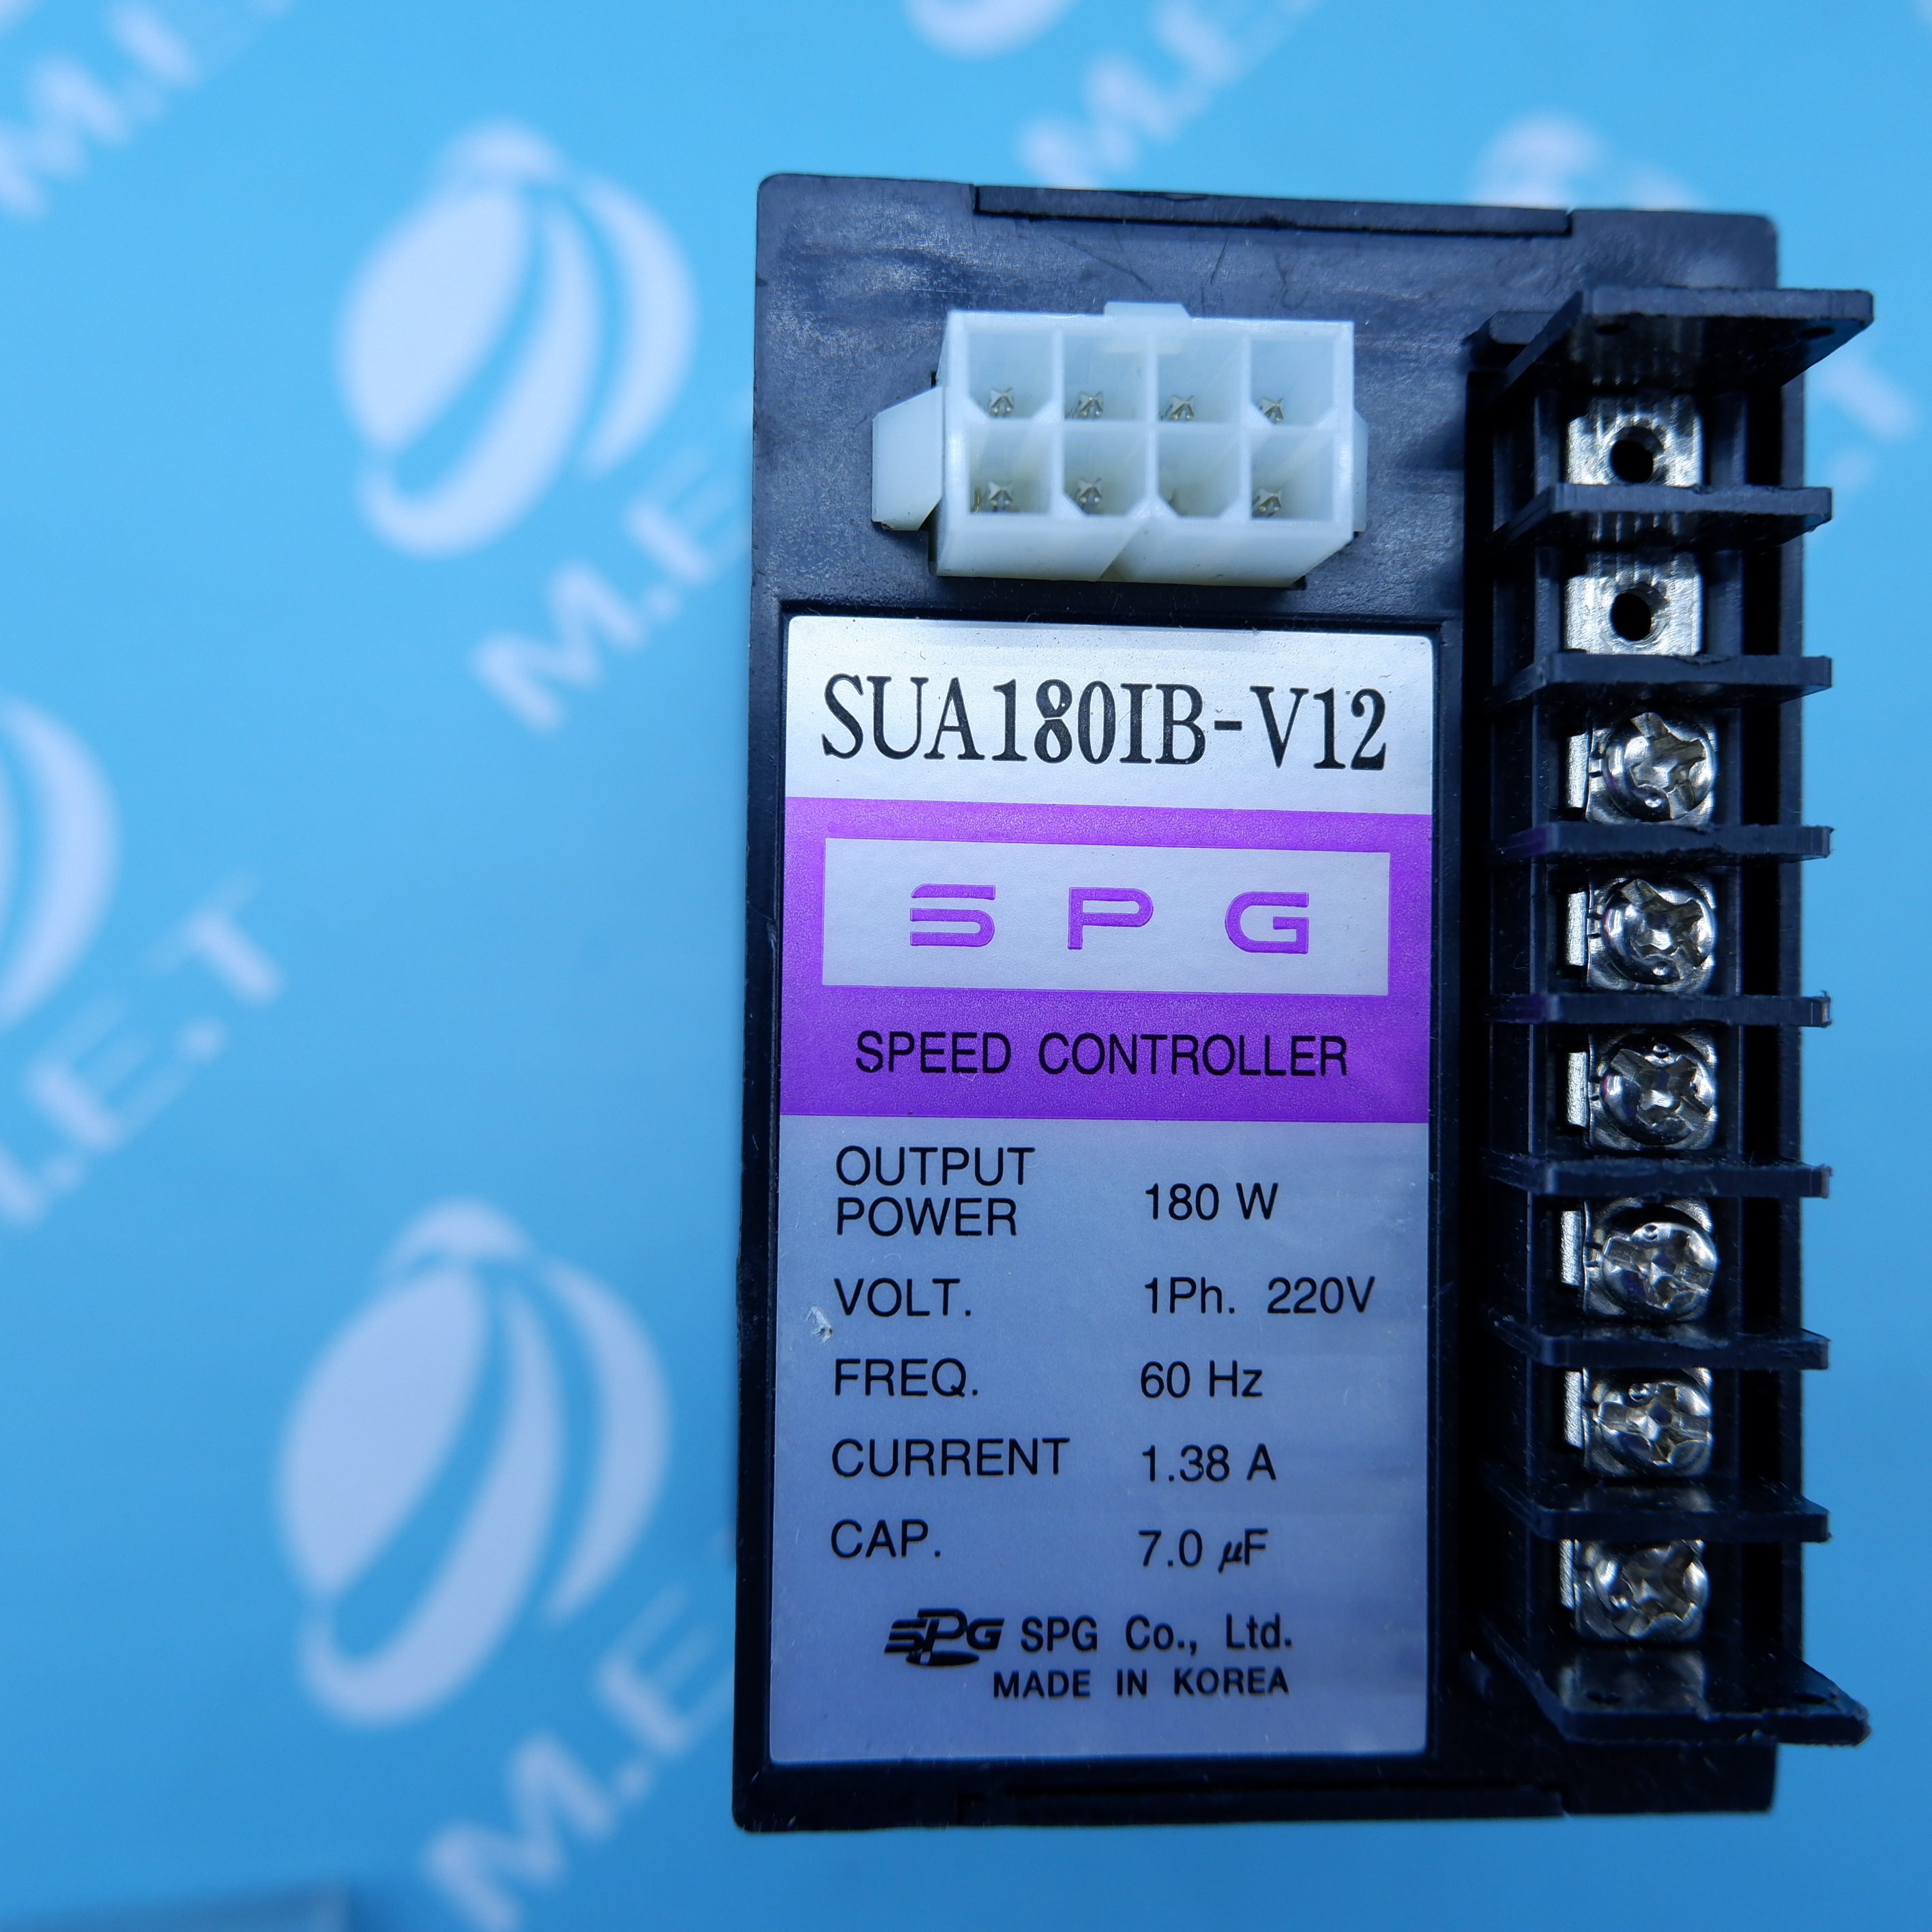 M.E.T
M.E.T
M.E.T
SUA180IB-V12
SPG
SPEED CONTROLLER
OUTPUT
POWER 180 W
VOLT. 1Ph. 220V
FREQ. 60 Hz
CURRENT 1.38 A
CAP. 7.0 µF
SPG SPG Co., Ltd.
MADE IN KOREA